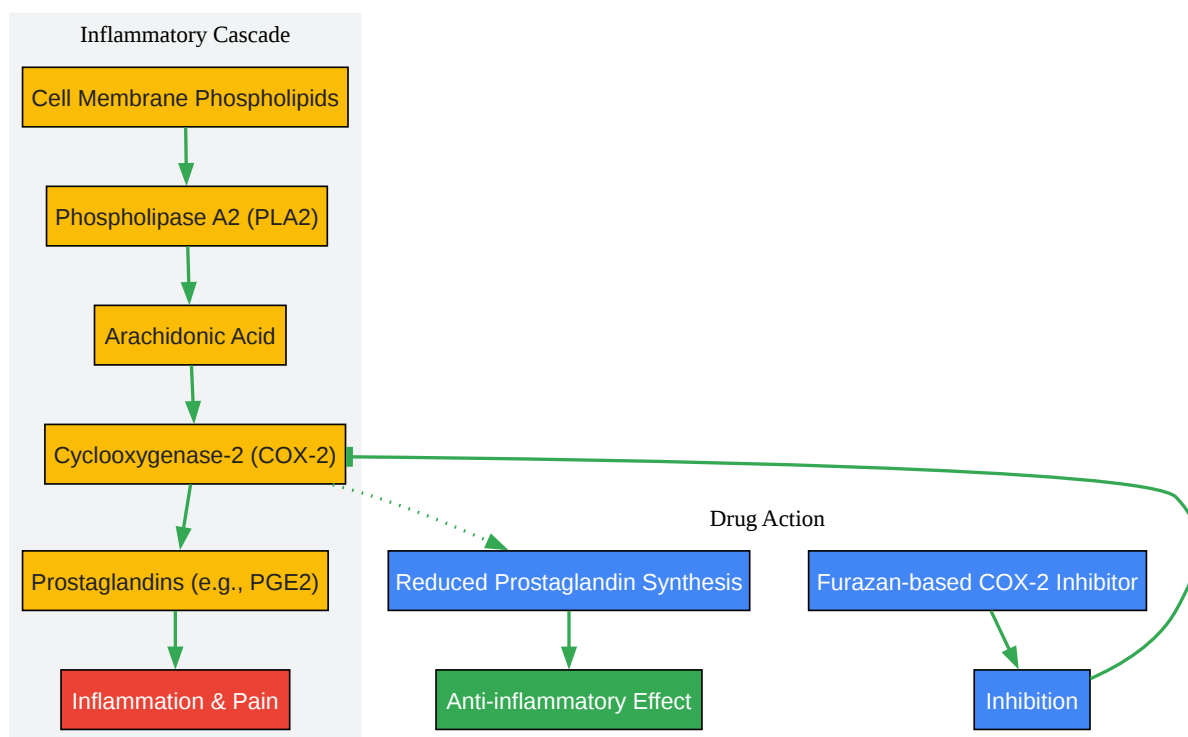 Inflammatory Cascade
Cell Membrane Phospholipids
Phospholipase A2 (PLA2)
Arachidonic Acid
Cyclooxygenase-2 (COX-2)
Drug Action
Prostaglandins (e.g., PGE2)
Reduced Prostaglandin Synthesis
Furazan-based COX-2 Inhibitor
Inflammation & Pain
Anti-inflammatory Effect
Inhibition